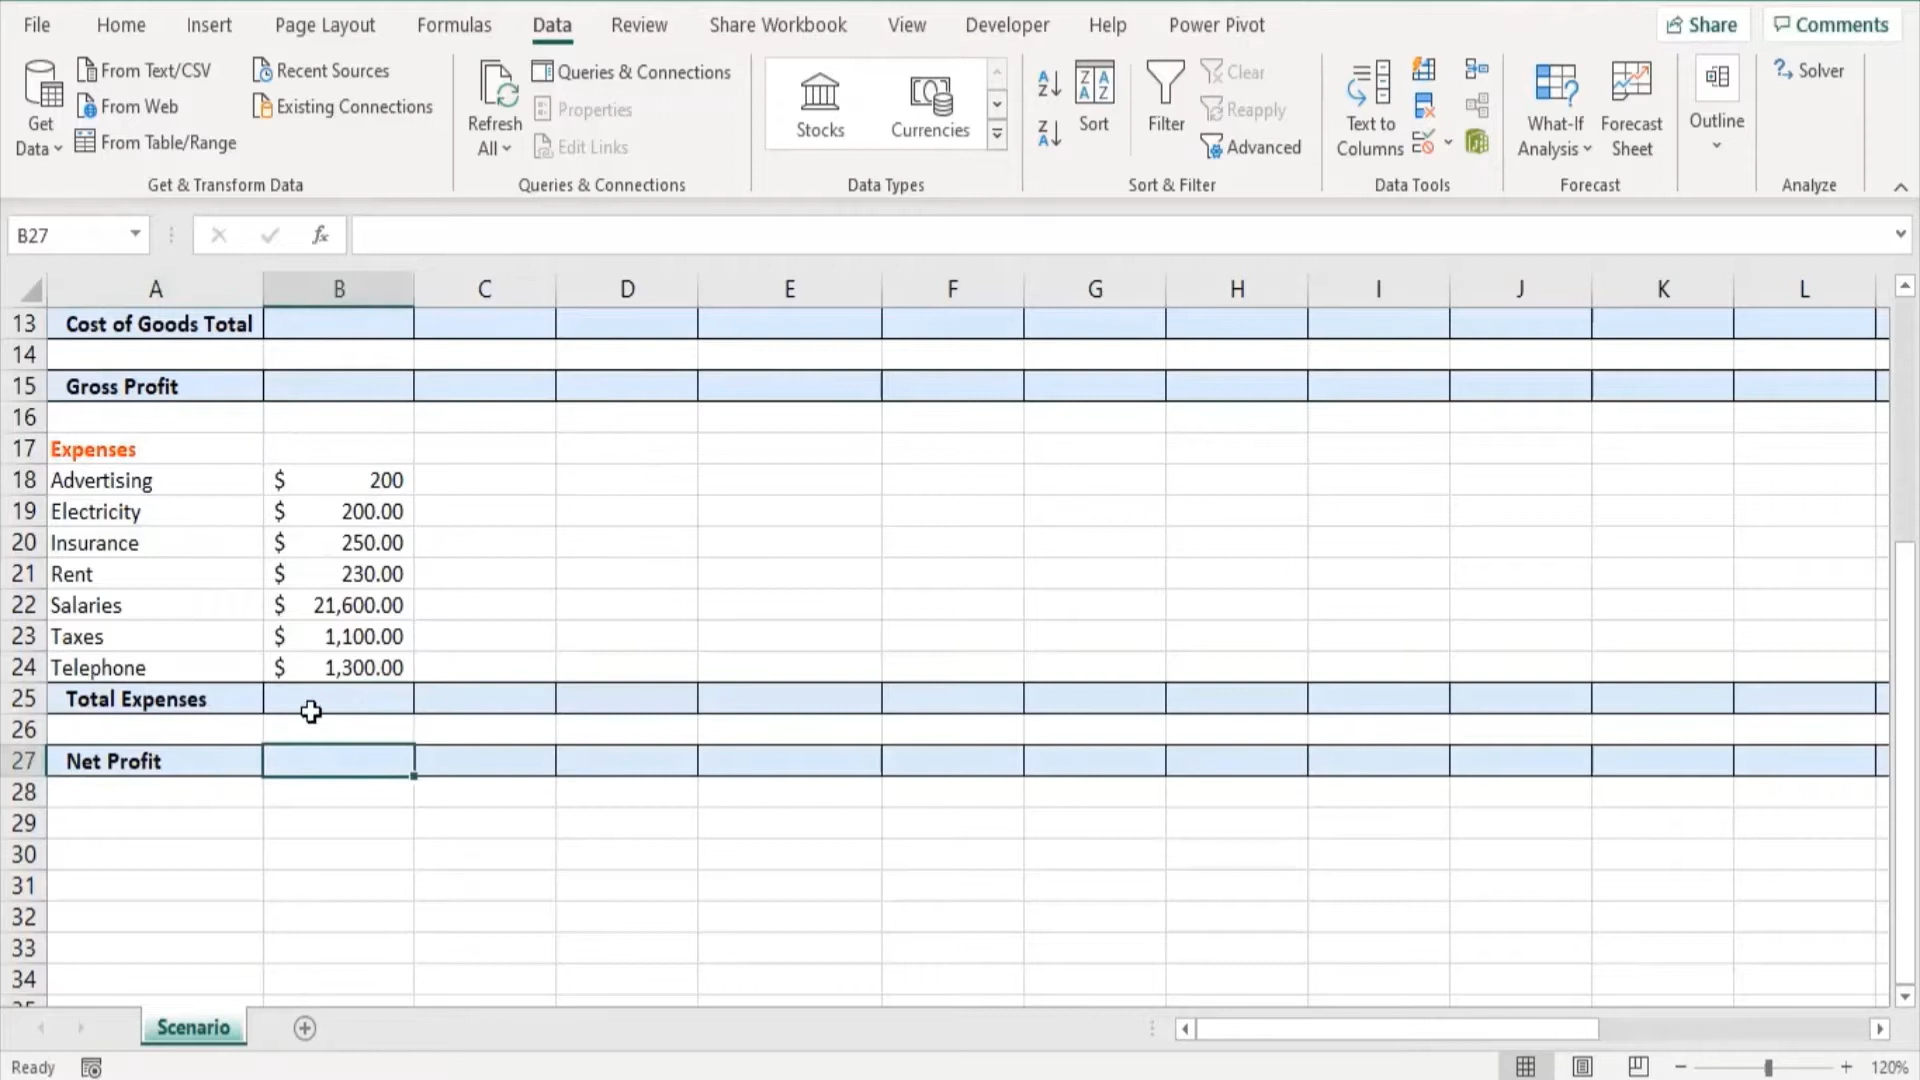 File Home Insert Page Layout Formulas Data Review Share Workbook View Developer Help Power Pivot Share Comments
Get Data
From Text/CSV
From Web
From Table/Range
Recent Sources
Existing Connections
Get & Transform Data
Refresh All
Queries & Connections
Properties
Edit Links
Queries & Connections
Stocks
Currencies
Data Types
Sort
Filter
Clear
Reapply
Advanced
Sort & Filter
Text to Columns
Data Tools
What-If Analysis
Forecast Sheet
Forecast
Outline
Solver
Analyze
B27 fx
A B C D E F G H I J K L
13 Cost of Goods Total
14
15 Gross Profit
16
17 Expenses
18 Advertising $ 200
19 Electricity $ 200.00
20 Insurance $ 250.00
21 Rent $ 230.00
22 Salaries $ 21,600.00
23 Taxes $ 1,100.00
24 Telephone $ 1,300.00
25 Total Expenses
26
27 Net Profit
28
29
30
31
32
33
34
Scenario
Ready 120%